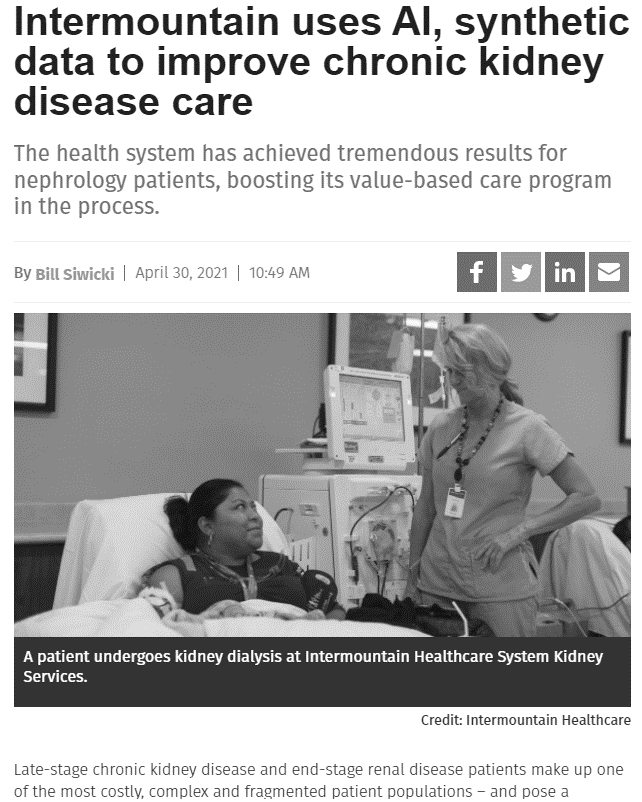 Intermountain uses AI, synthetic
data to improve chronic kidney
disease care
The health system has achieved tremendous results for
nephrology patients, boosting its value-based care program
in the process.
By Bill Siwicki | April 30, 2021 | 10:49 AM
A patient undergoes kidney dialysis at Intermountain Healthcare System Kidney
Services.
Credit: Intermountain Healthcare
Late-stage chronic kidney disease and end-stage renal disease patients make up one
of the most costly, complex and fragmented patient populations – and pose a